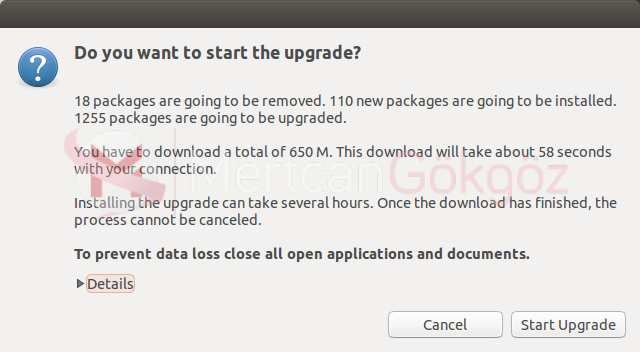 Do you want to start the upgrade?
18 packages are going to be removed. 110 new packages are going to be installed.
1255 packages are going to be upgraded.
You have to download a total of 650 M. This download will take about 58 seconds
with your connection.
MertcanGökgöz
Installing the upgrade can take several hours. Once the download has finished, the
process cannot be canceled.
To prevent data loss close all open applications and documents.
Details
Cancel
Start Upgrade